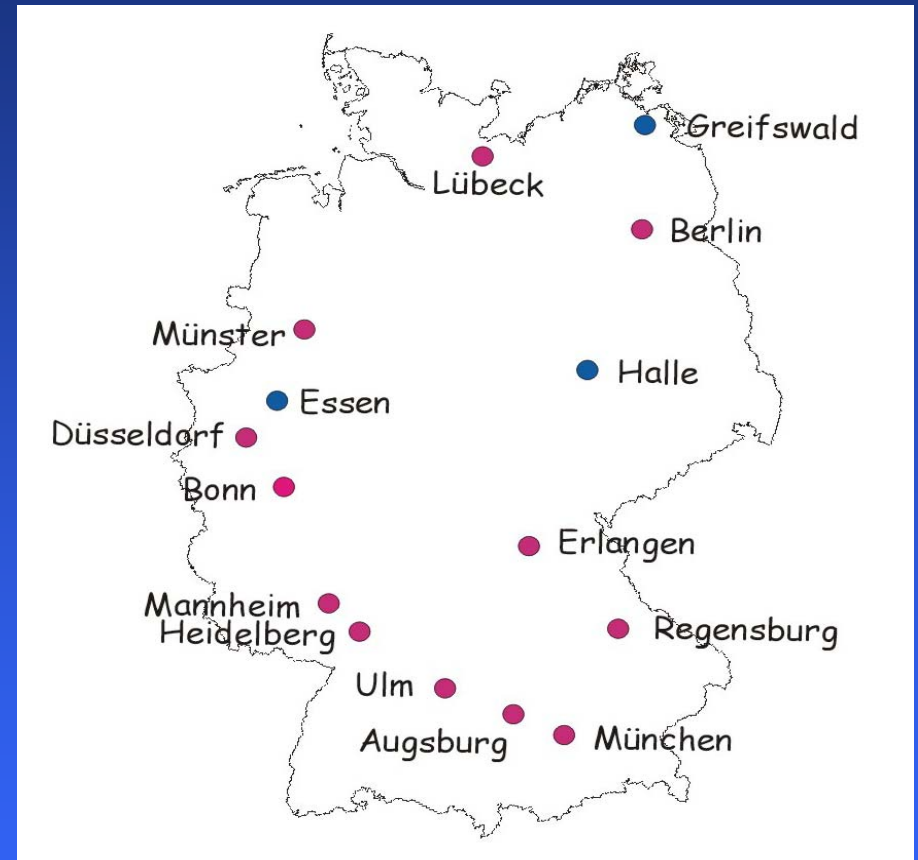 Greifswald
Lübeck
Berlin
Münster
Halle
Essen
Düsseldorf
Bonn
Erlangen
Mannheim
Heidelberg
Regensburg
Ulm
Augsburg
München